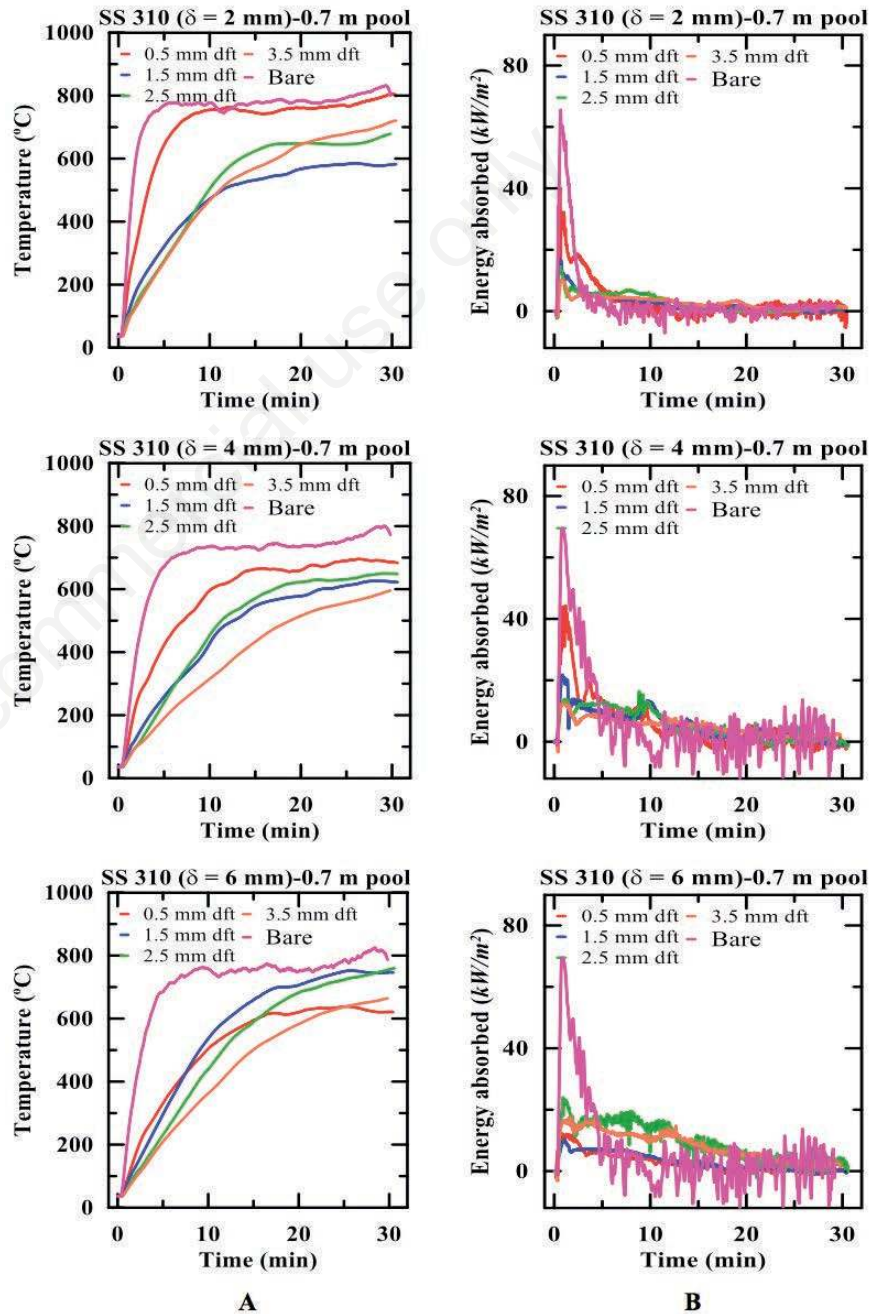 SS 310 (δ = 2 mm)-0.7 m pool
1000
800
600
400
200
0
Temperature (ºC)
0.5 mm dft
1.5 mm dft
2.5 mm dft
3.5 mm dft
Bare
0 10 20 30
Time (min)
SS 310 (δ = 2 mm)-0.7 m pool
80
40
0
Energy absorbed (kW/m²)
0.5 mm dft
1.5 mm dft
2.5 mm dft
3.5 mm dft
Bare
0 10 20 30
Time (min)
SS 310 (δ = 4 mm)-0.7 m pool
1000
800
600
400
200
0
Temperature (ºC)
0.5 mm dft
1.5 mm dft
2.5 mm dft
3.5 mm dft
Bare
0 10 20 30
Time (min)
SS 310 (δ = 4 mm)-0.7 m pool
80
40
0
Energy absorbed (kW/m²)
0.5 mm dft
1.5 mm dft
2.5 mm dft
3.5 mm dft
Bare
0 10 20 30
Time (min)
SS 310 (δ = 6 mm)-0.7 m pool
1000
800
600
400
200
0
Temperature (ºC)
0.5 mm dft
1.5 mm dft
2.5 mm dft
3.5 mm dft
Bare
0 10 20 30
Time (min)
SS 310 (δ = 6 mm)-0.7 m pool
80
40
0
Energy absorbed (kW/m²)
0.5 mm dft
1.5 mm dft
2.5 mm dft
3.5 mm dft
Bare
0 10 20 30
Time (min)
A
B
commercial use only